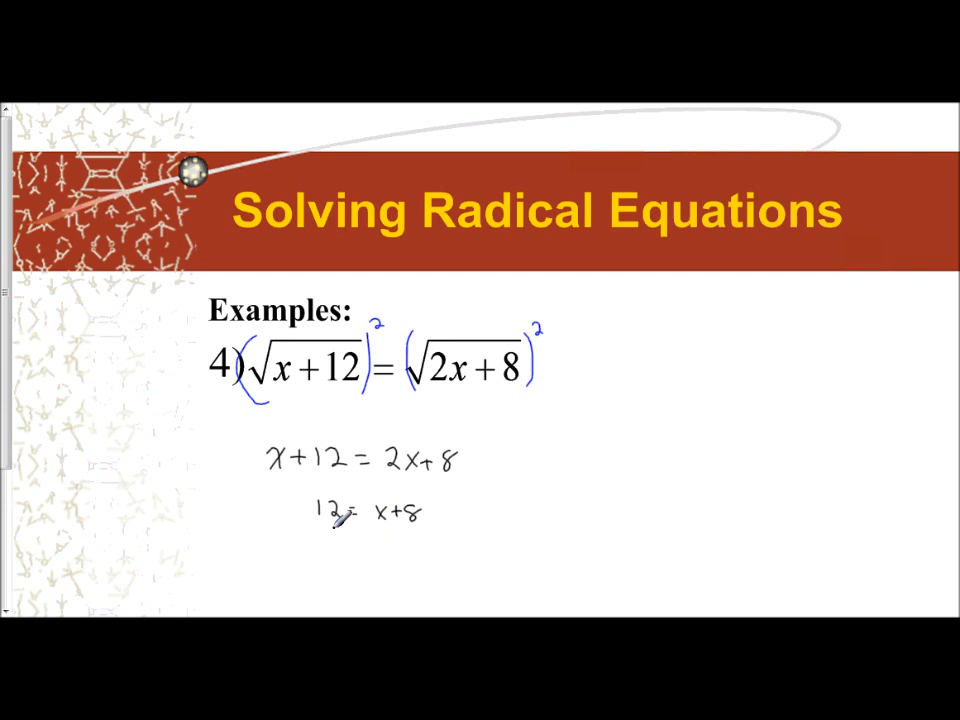 Solving Radical Equations
Examples:
4) (√x + 12)² = (√2x + 8)²
x + 12 = 2x + 8
12 = x + 8